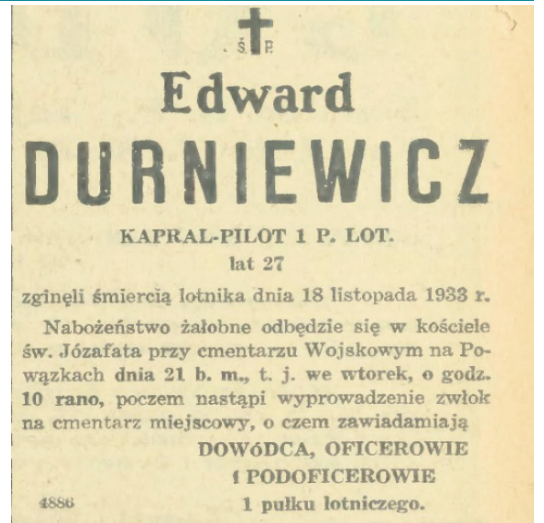 Ś. P.
Edward
DURNIEWICZ
KAPRAL-PILOT 1 P. LOT.
lat 27
zginęli śmiercią lotnika dnia 18 listopada 1933 r.
Nabożeństwo żałobne odbędzie się w kościele
św. Józafata przy cmentarzu Wojskowym na Po-
wązkach dnia 21 b. m., t. j. we wtorek, o godz.
10 rano, poczem nastąpi wyprowadzenie zwłok
na cmentarz miejscowy, o czem zawiadamiają
DOWóDCA, OFICEROWIE
i PODOFICEROWIE
4886 1 pułku lotniczego.